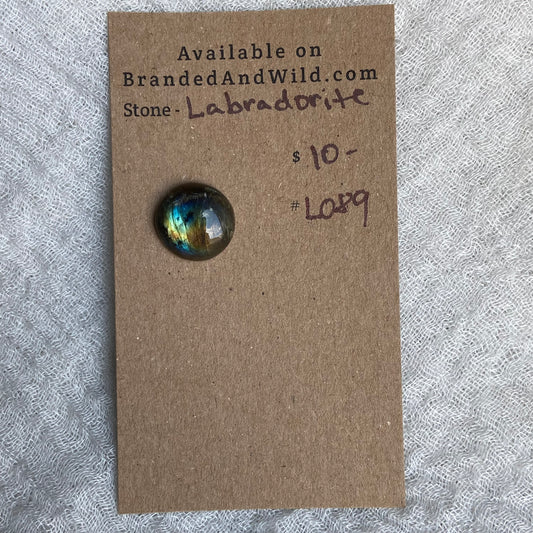 Available on
BrandedAndWild.com
Stone - Labradorite
$ 10-
# L089